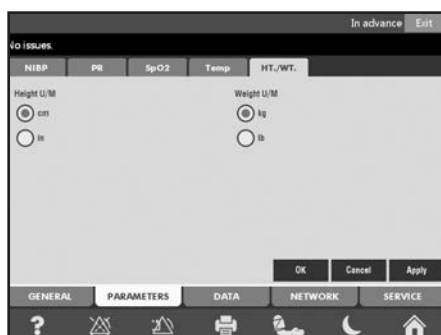 In advance Exit
No issues.
NIBP PR SpO2 Temp HT./WT.
Height U/M Weight U/M
cm kg
in lb
OK Cancel Apply
GENERAL PARAMETERS DATA NETWORK SERVICE
?